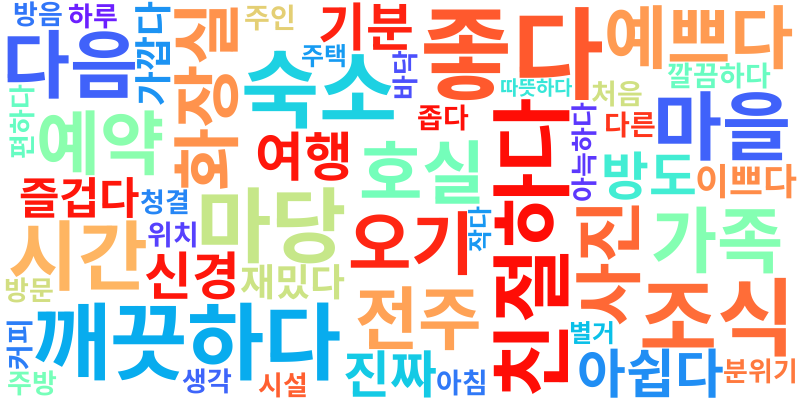 방음
하루
가깝다
화장실
주인
기분
좋다
예쁘다
다음
숙소
주택
바닥
따뜻하다
깔끔하다
처음
편하다
예약
여행
좁다
친절하다
아늑하다
다른
마을
호실
방도
이쁘다
즐겁다
청결
마당
오기
작다
사진
가족
시간
위치
신경
재밌다
방문
전주
조식
커피
깨끗하다
별거
주방
생각
시설
진짜
아침
아쉽다
분위기